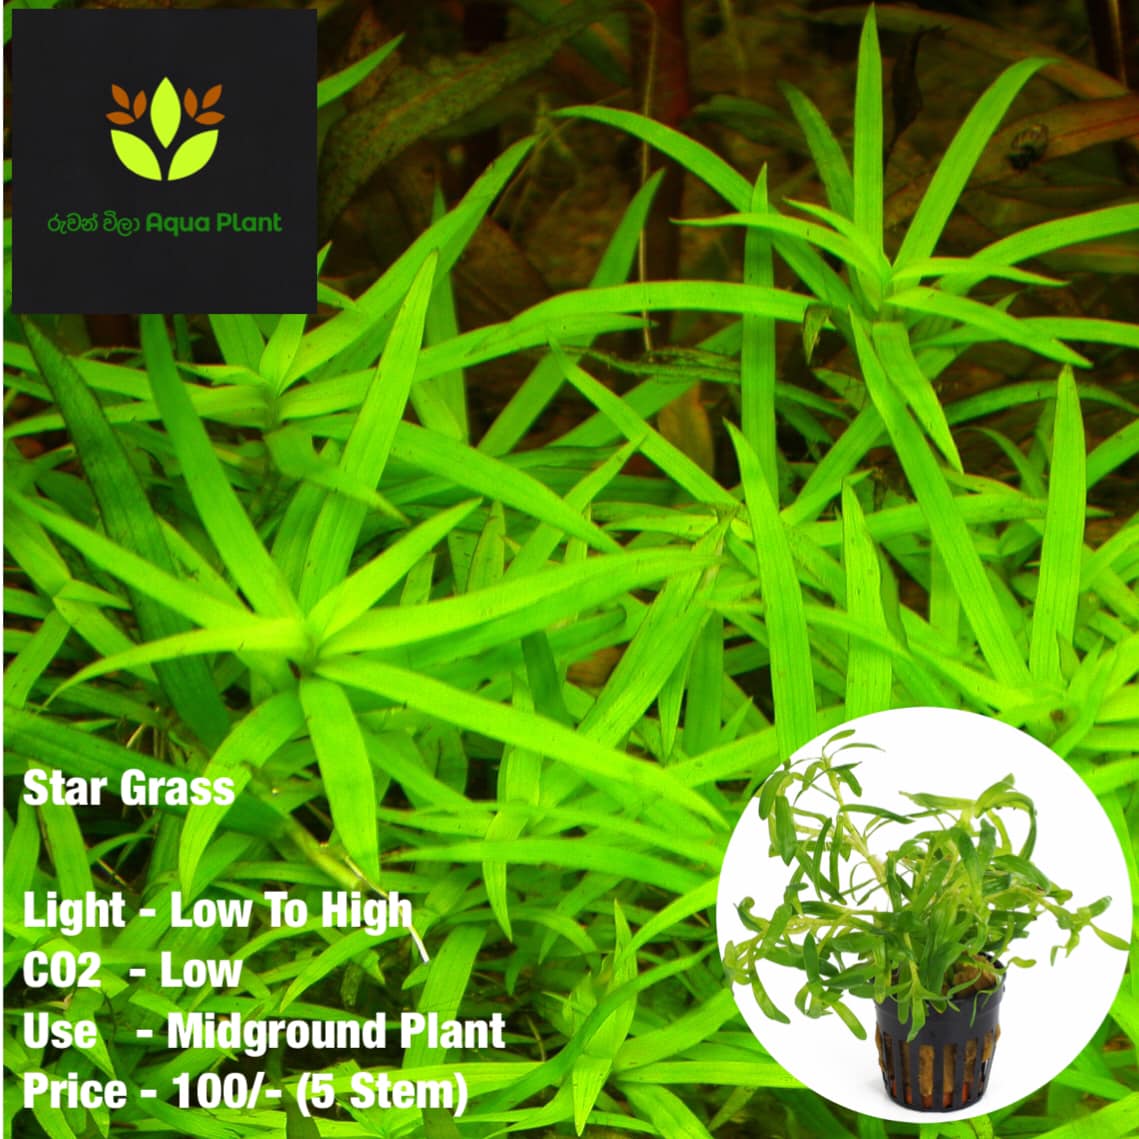 රුවන් විලා Aqua Plant
Star Grass
Light - Low To High
CO2 - Low
Use - Midground Plant
Price - 100/- (5 Stem)